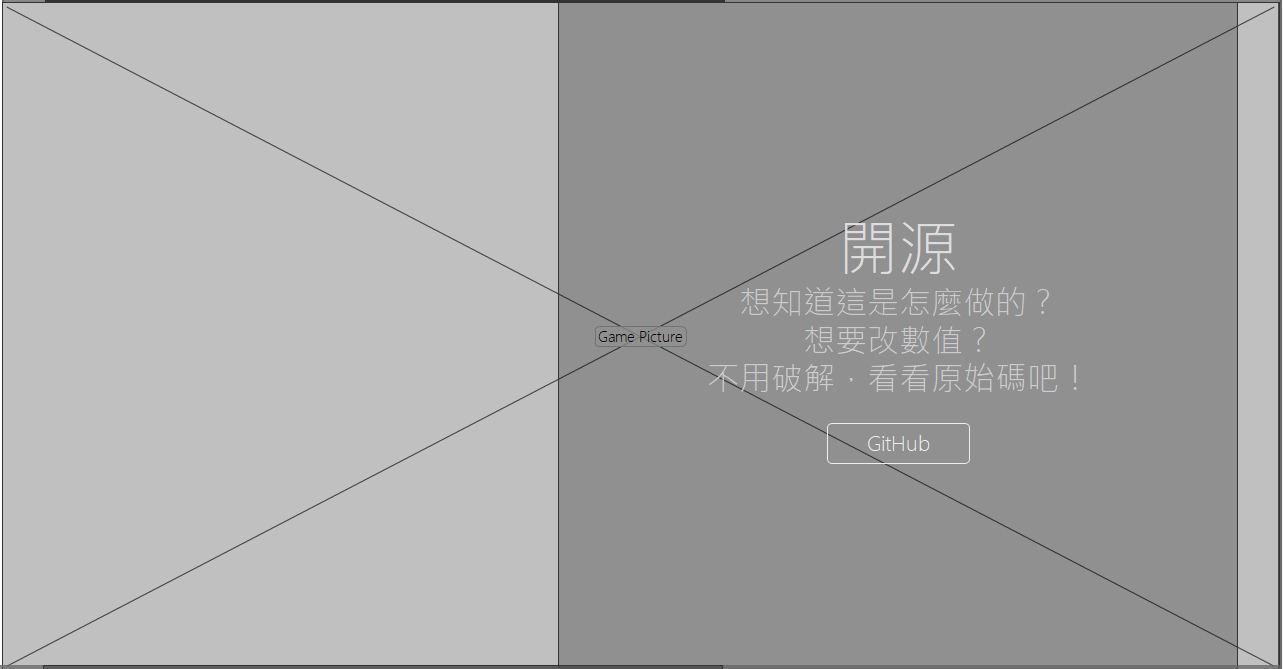 開源
想知道這是怎麼做的？
想要改數值？
不用破解，看看原始碼吧！
Game Picture
GitHub